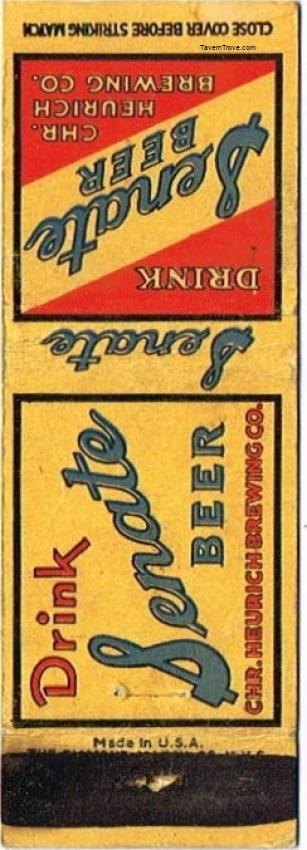 CLOSE COVER BEFORE STRIKING MATCH
TavernTrove.com
DRINK
Senate
BEER
CHR.
HEURICH
BREWING CO.
Senate
Drink
Senate
BEER
CHR. HEURICH BREWING CO.
Made In U.S.A.